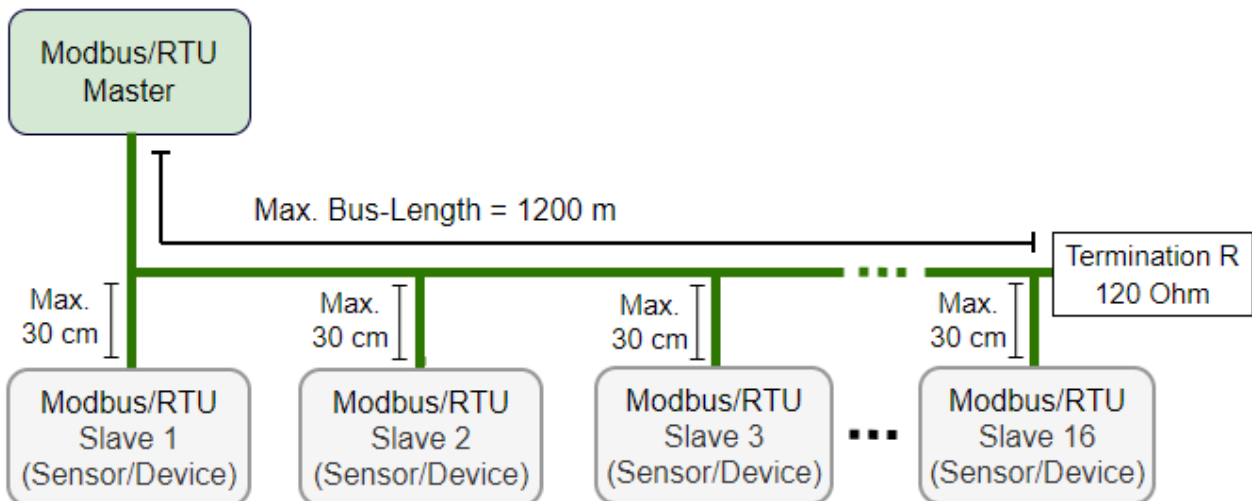 Modbus/RTU
Master
Max. Bus-Length = 1200 m
Termination R
120 Ohm
Max.
30 cm
Max.
30 cm
Max.
30 cm
Max.
30 cm
Modbus/RTU
Slave 1
(Sensor/Device)
Modbus/RTU
Slave 2
(Sensor/Device)
Modbus/RTU
Slave 3
(Sensor/Device)
Modbus/RTU
Slave 16
(Sensor/Device)